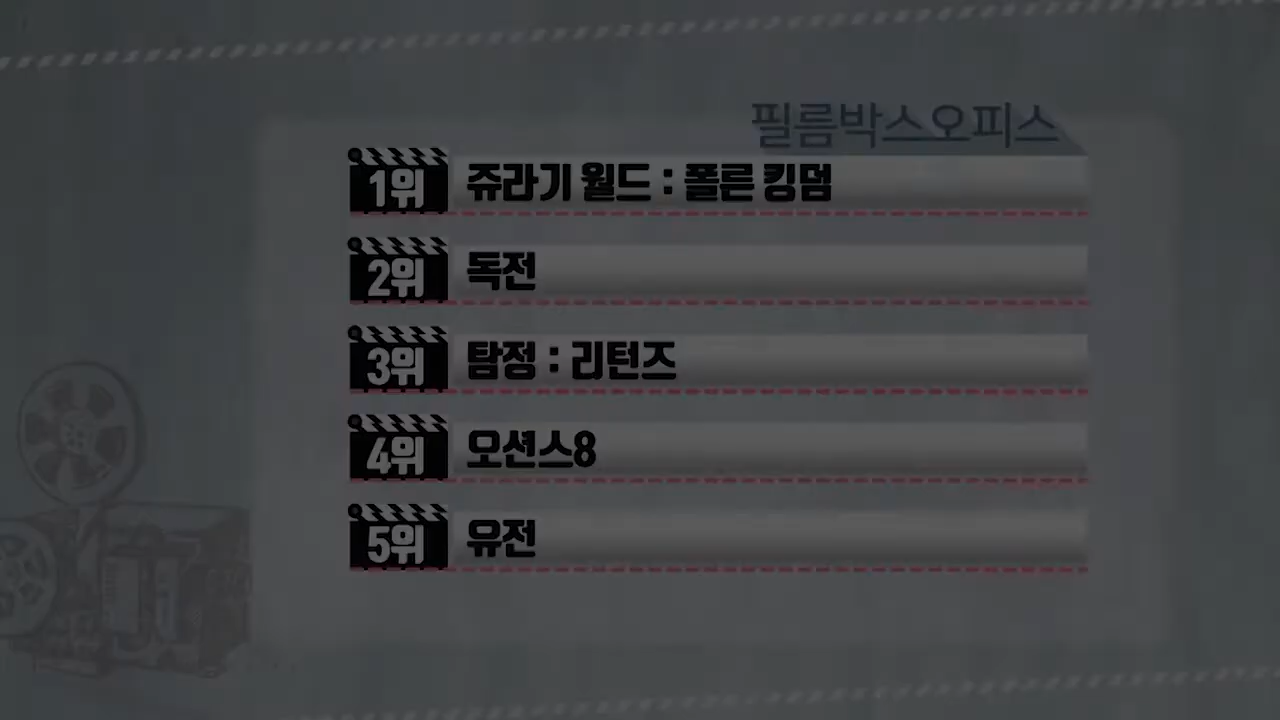 필름박스오피스
1위 쥬라기 월드 : 폴른 킹덤
2위 독전
3위 탐정 : 리턴즈
4위 오션스8
5위 유전